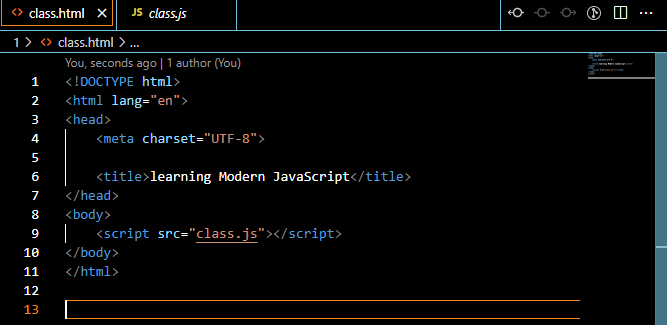 <> class.html ×
JS class.js
1 > <> class.html > ...
You, seconds ago | 1 author (You)
1 <!DOCTYPE html>
2 <html lang="en">
3 <head>
4     <meta charset="UTF-8">
5
6     <title>learning Modern JavaScript</title>
7 </head>
8 <body>
9     <script src="class.js"></script>
10 </body>
11 </html>
12
13